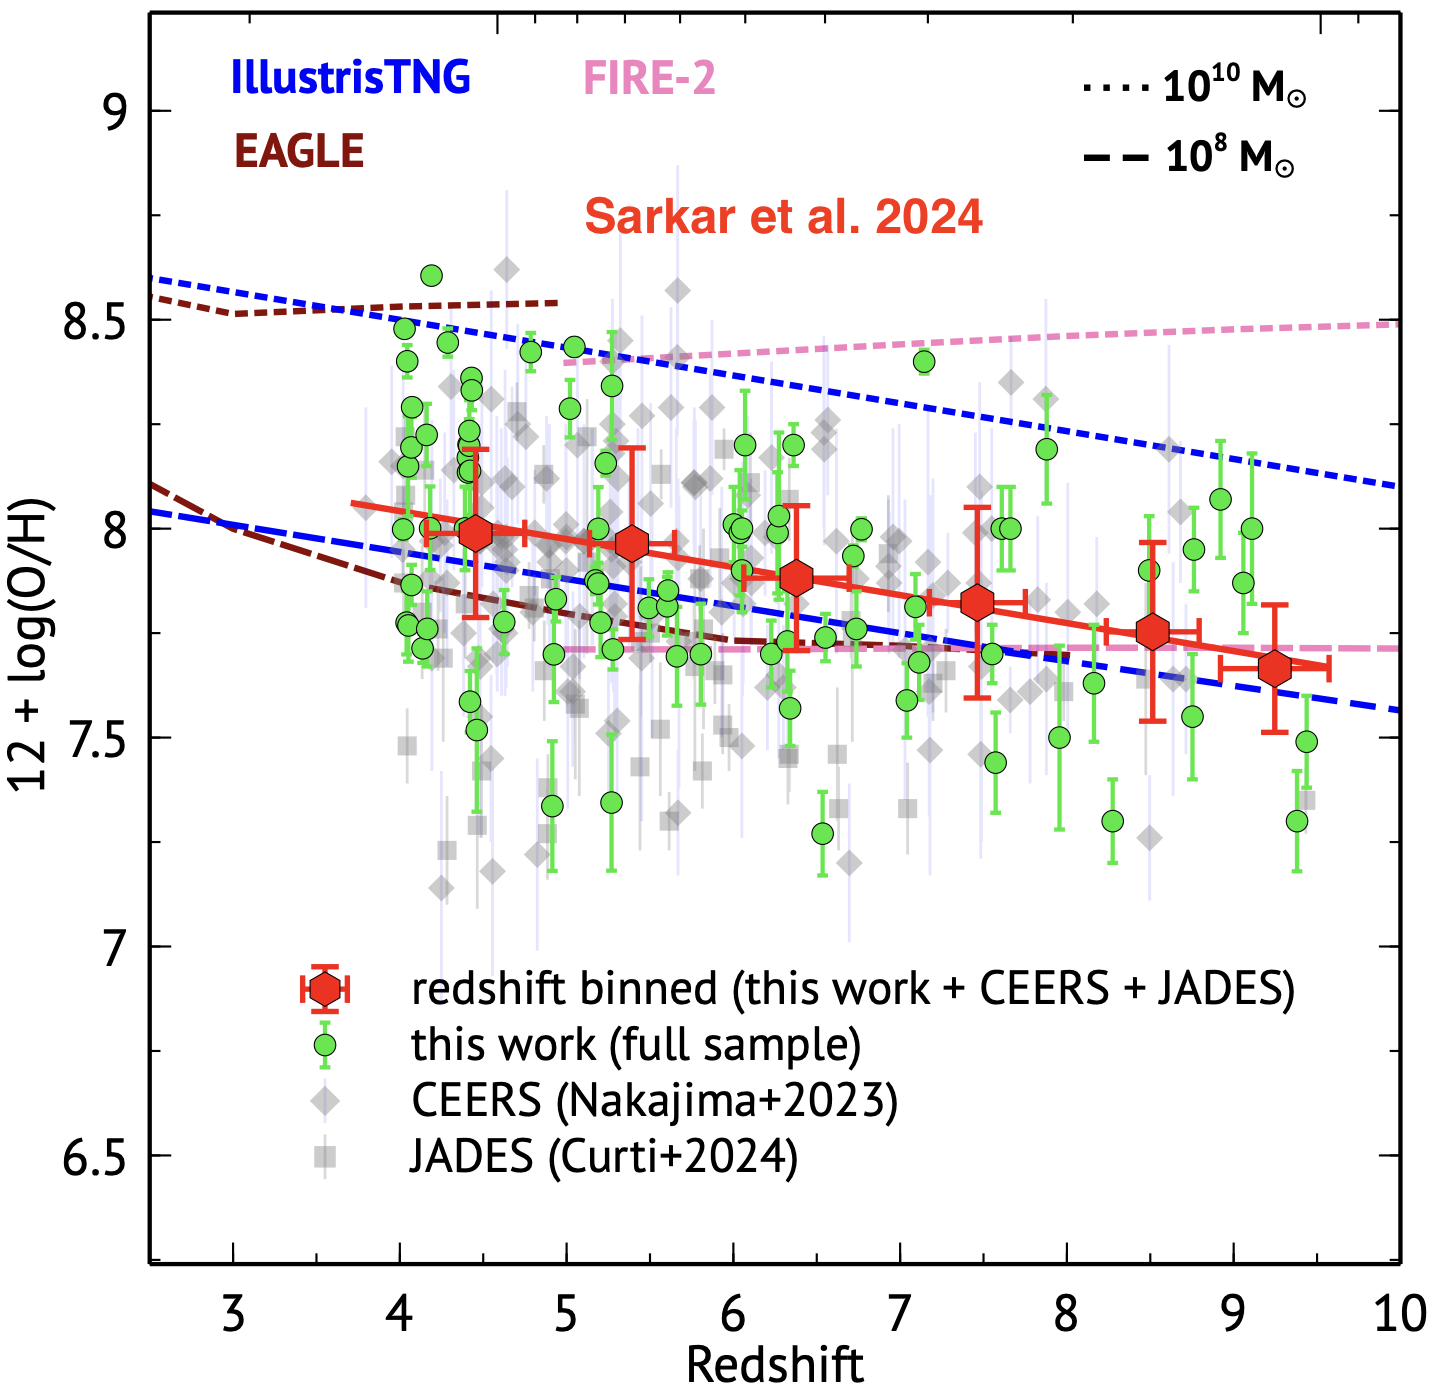 IllustrisTNG
FIRE-2
10¹⁰ M☉
EAGLE
10⁸ M☉
Sarkar et al. 2024
9
8.5
8
7.5
7
6.5
12 + log(O/H)
redshift binned (this work + CEERS + JADES)
this work (full sample)
CEERS (Nakajima+2023)
JADES (Curti+2024)
3 4 5 6 7 8 9 10
Redshift